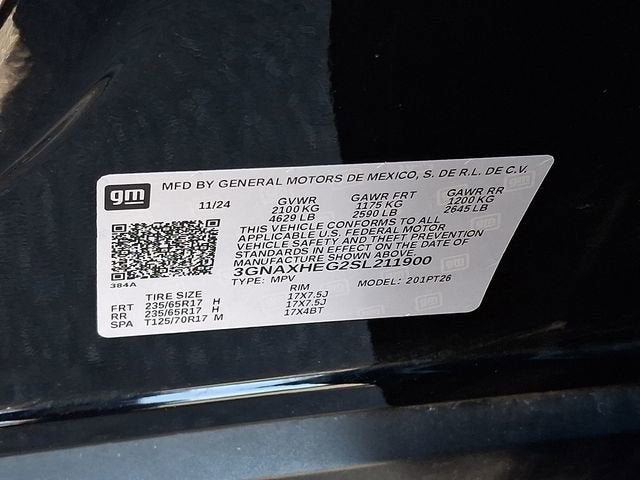 gm MFD BY GENERAL MOTORS DE MEXICO, S. DE R.L. DE C.V.
11/24 GVWR GAWR FRT GAWR RR
2100 KG 1175 KG 1200 KG
4629 LB 2590 LB 2645 LB
THIS VEHICLE CONFORMS TO ALL
APPLICABLE U.S. FEDERAL MOTOR
VEHICLE SAFETY AND THEFT PREVENTION
STANDARDS IN EFFECT ON THE DATE OF
MANUFACTURE SHOWN ABOVE.
3GNAXHEG2SL211900
384A
TYPE: MPV MODEL: 201PT26
TIRE SIZE RIM
FRT 235/65R17 H 17X7.5J
RR 235/65R17 H 17X7.5J
SPA T125/70R17 M 17X4BT